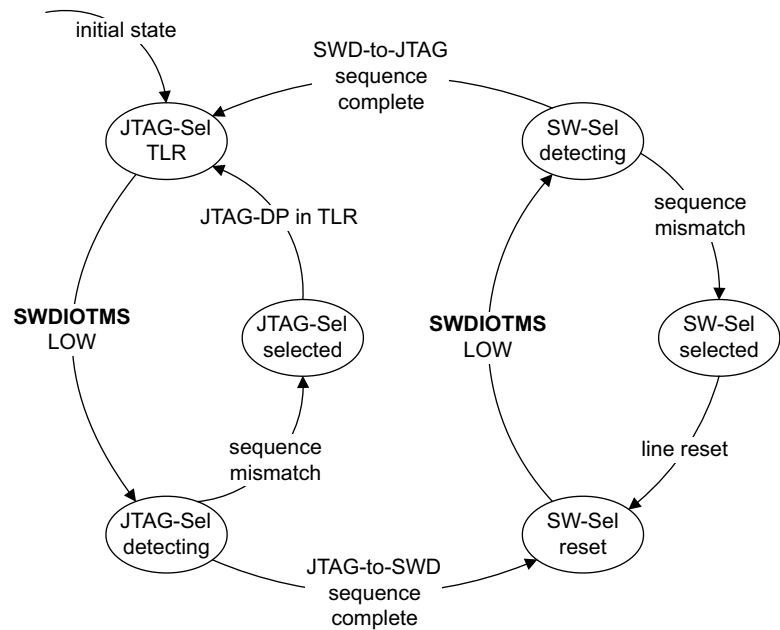 initial state
SWD-to-JTAG
sequence
complete
JTAG-Sel
TLR
SW-Sel
detecting
JTAG-DP in TLR
sequence
mismatch
SWDIOTMS
LOW
JTAG-Sel
selected
SWDIOTMS
LOW
SW-Sel
selected
sequence
mismatch
line reset
JTAG-Sel
detecting
SW-Sel
reset
JTAG-to-SWD
sequence
complete